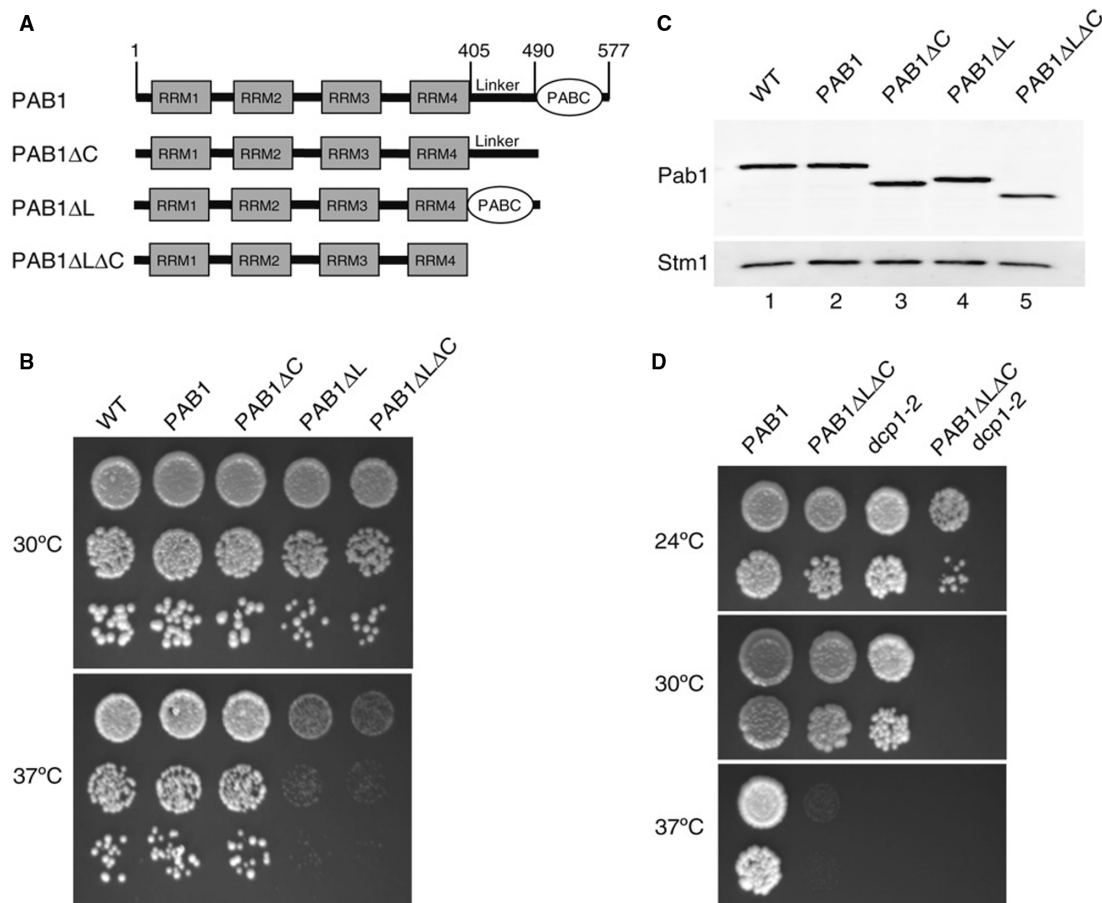 A
1 405 490 577
PAB1 RRM1 RRM2 RRM3 RRM4 Linker PABC
PAB1ΔC RRM1 RRM2 RRM3 RRM4 Linker
PAB1ΔL RRM1 RRM2 RRM3 RRM4 PABC
PAB1ΔLΔC RRM1 RRM2 RRM3 RRM4
B
WT PAB1 PAB1ΔC PAB1ΔL PAB1ΔLΔC
30ºC
37ºC
C
WT PAB1 PAB1ΔC PAB1ΔL PAB1ΔLΔC
Pab1
Stm1
1 2 3 4 5
D
PAB1 PAB1ΔLΔC dcp1-2 PAB1ΔLΔC
dcp1-2
24ºC
30ºC
37ºC